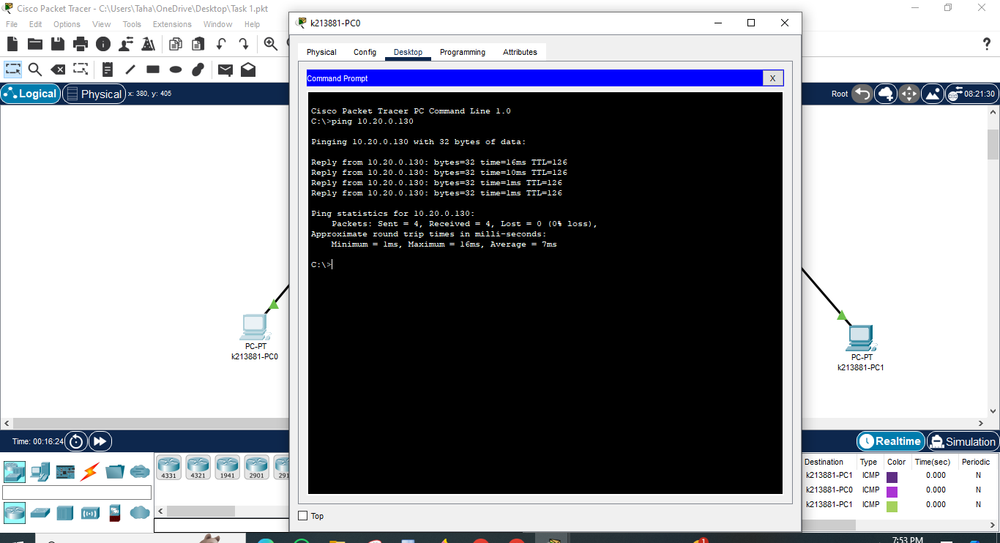 Cisco Packet Tracer - C:\Users\Taha\OneDrive\Desktop\Task 1.pkt
File Edit Options View Tools Extensions Window Help
Logical Physical x: 380, y: 405
Root 08:21:30
k213881-PC0
Physical Config Desktop Programming Attributes
Command Prompt X
Cisco Packet Tracer PC Command Line 1.0
C:\>ping 10.20.0.130
Pinging 10.20.0.130 with 32 bytes of data:
Reply from 10.20.0.130: bytes=32 time=16ms TTL=126
Reply from 10.20.0.130: bytes=32 time=10ms TTL=126
Reply from 10.20.0.130: bytes=32 time=1ms TTL=126
Reply from 10.20.0.130: bytes=32 time=1ms TTL=126
Ping statistics for 10.20.0.130:
Packets: Sent = 4, Received = 4, Lost = 0 (0% loss),
Approximate round trip times in milli-seconds:
Minimum = 1ms, Maximum = 16ms, Average = 7ms
C:\>
Top
PC-PT
k213881-PC0
PC-PT
k213881-PC1
Time: 00:16:24
Realtime Simulation
4331 4321 1941 2901 291
Destination Type Color Time(sec) Periodic
k213881-PC1 ICMP 0.000 N
k213881-PC0 ICMP 0.000 N
k213881-PC1 ICMP 0.000 N
1
7:53 PM